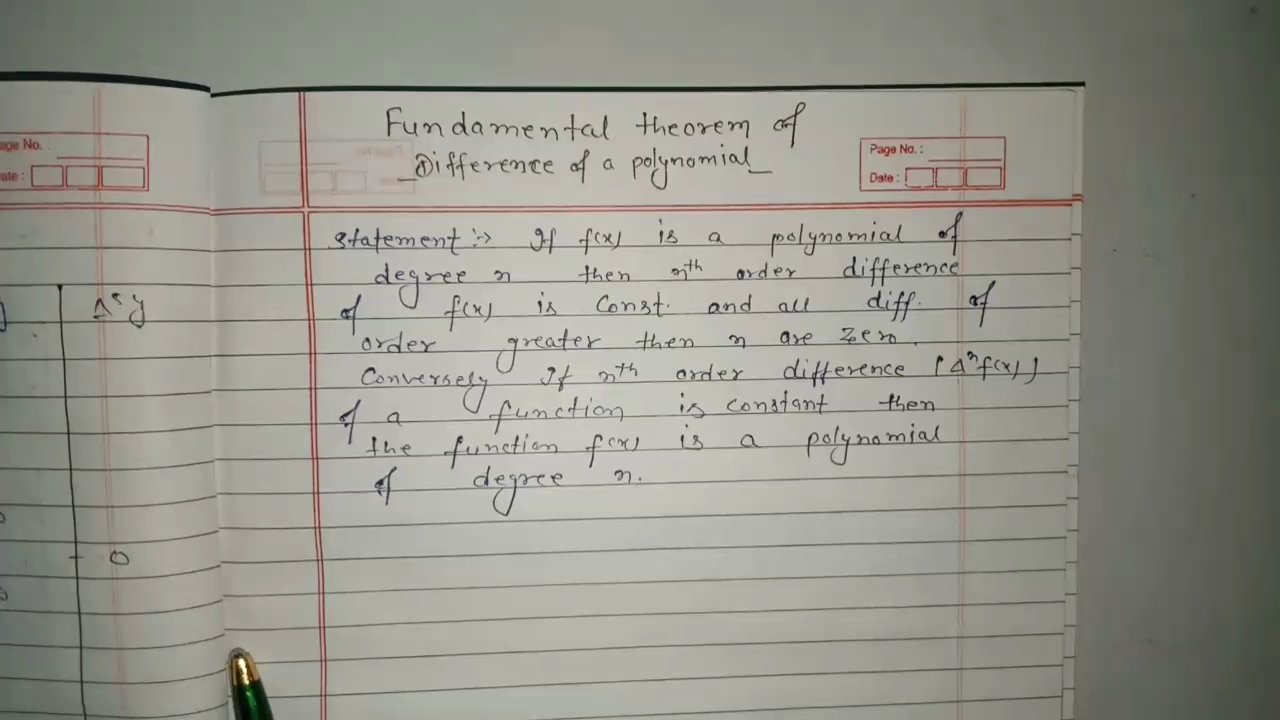 Fundamental theorem of
Difference of a polynomial
Page No. :
Date :
age No. :
ate :
Statement :-> If f(x) is a polynomial of
degree n then nth order difference
of f(x) is Const. and all diff. of
order greater then n are zero.
Conversely If nth order difference [Δⁿf(x)]
of a function is constant then
the function f(x) is a polynomial
of degree n.
Δ⁵y
0